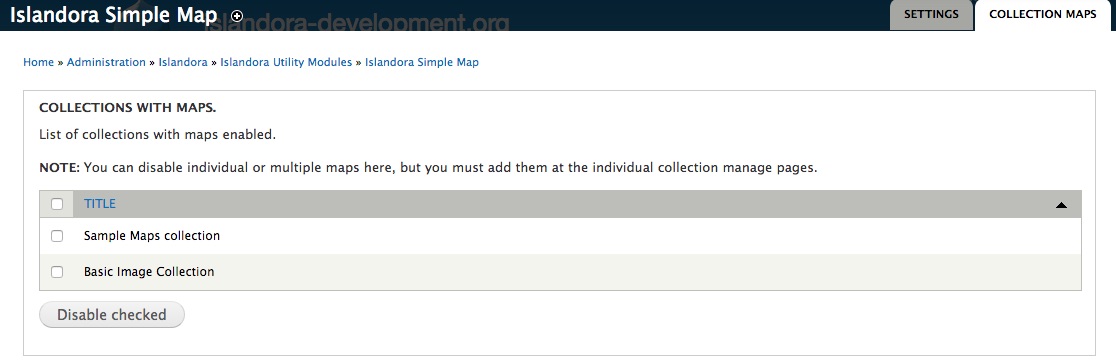 Islandora Simple Map
islandora-development.org
SETTINGS
COLLECTION MAPS
Home » Administration » Islandora » Islandora Utility Modules » Islandora Simple Map
COLLECTIONS WITH MAPS.
List of collections with maps enabled.
NOTE: You can disable individual or multiple maps here, but you must add them at the individual collection manage pages.
TITLE
Sample Maps collection
Basic Image Collection
Disable checked